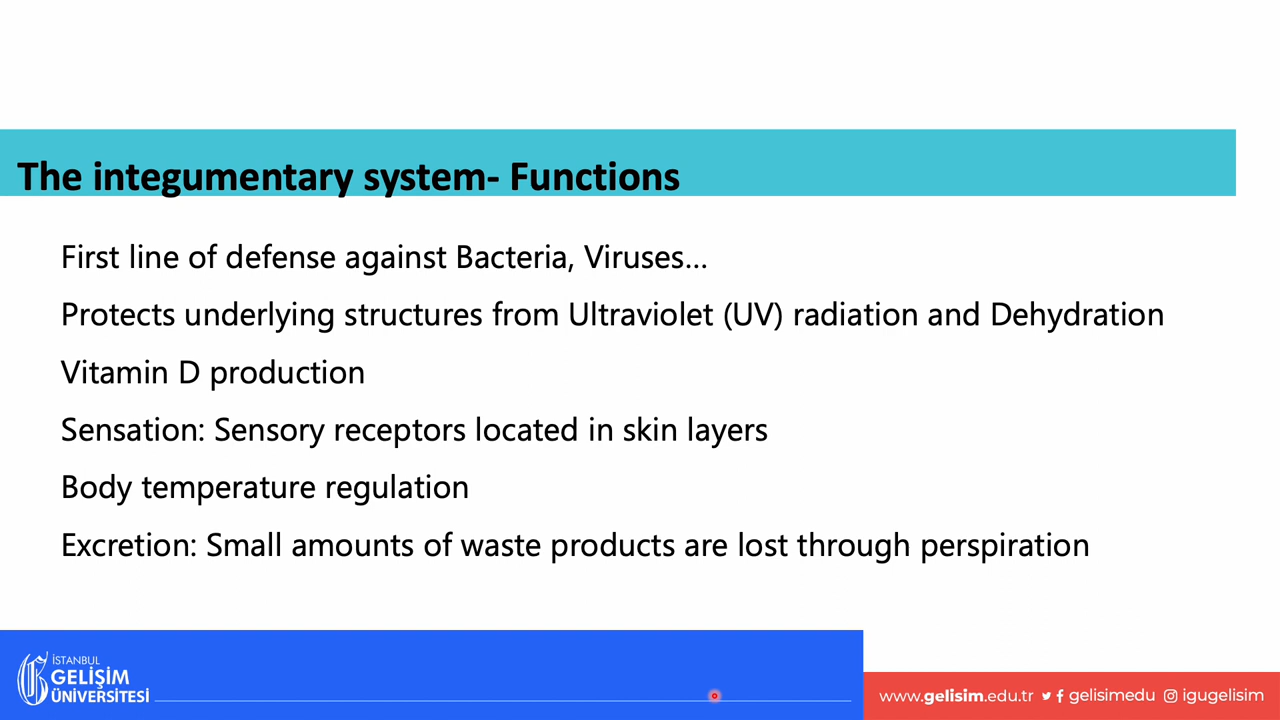 The integumentary system- Functions
First line of defense against Bacteria, Viruses...
Protects underlying structures from Ultraviolet (UV) radiation and Dehydration
Vitamin D production
Sensation: Sensory receptors located in skin layers
Body temperature regulation
Excretion: Small amounts of waste products are lost through perspiration
İSTANBUL
GELİŞİM
ÜNİVERSİTESİ
www.gelisim.edu.tr gelisimedu igugelisim